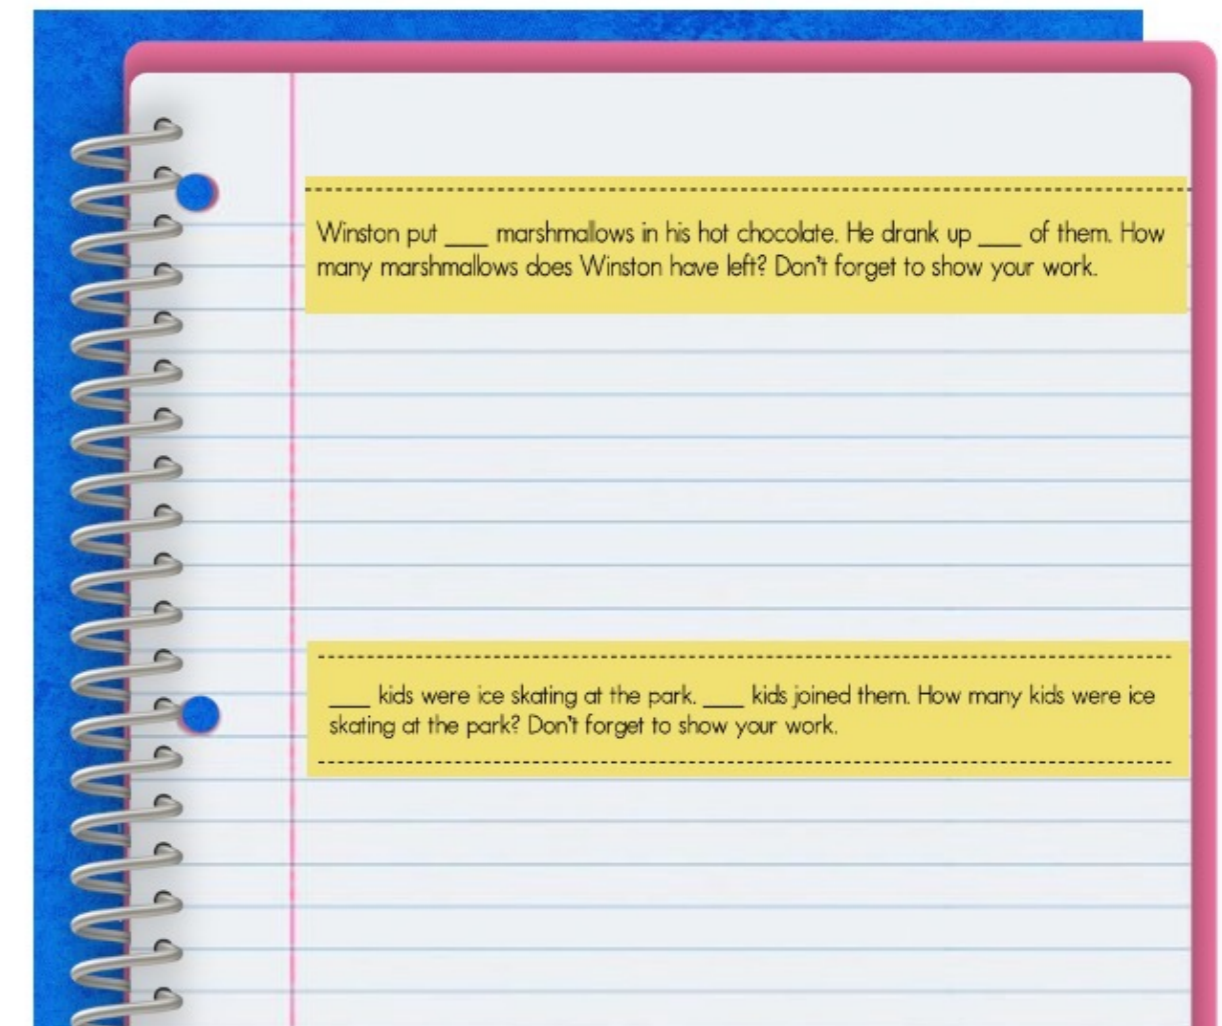 Winston put ___ marshmallows in his hot chocolate. He drank up ___ of them. How
many marshmallows does Winston have left? Don't forget to show your work.
___ kids were ice skating at the park. ___ kids joined them. How many kids were ice
skating at the park? Don't forget to show your work.